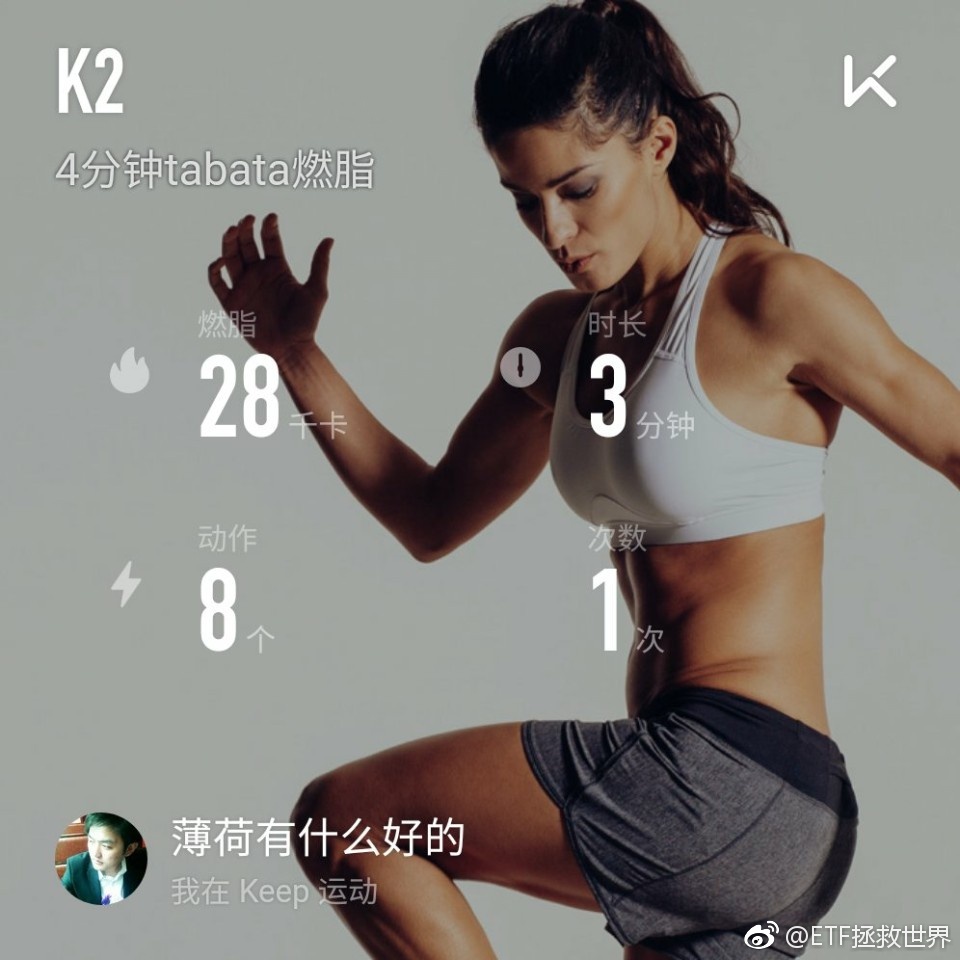 K2
4分钟tabata燃脂
燃脂
28千卡
时长
3分钟
动作
8个
次数
1次
薄荷有什么好的
我在 Keep 运动
@ETF拯救世界